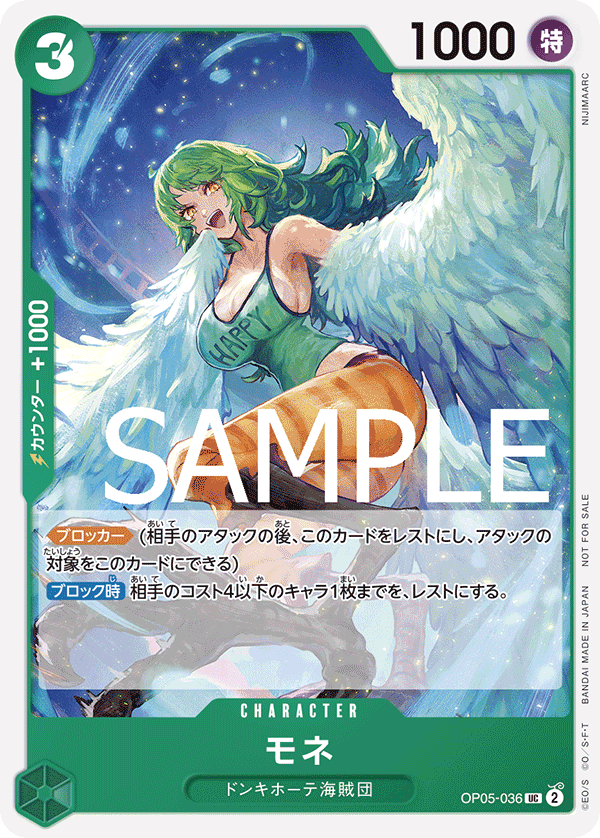 3
1000 特
NIJIMAARC
カウンター +1000
HAPPY
SAMPLE
ブロッカー (相手のアタックの後、このカードをレストにし、アタックの
対象をこのカードにできる)
ブロック時 相手のコスト4以下のキャラ1枚までを、レストにする。
CHARACTER
モネ
ドンキホーテ海賊団
OP05-036 UC 2
©E.O/S ©O/S・F・T BANDAI MADE IN JAPAN NOT FOR SALE